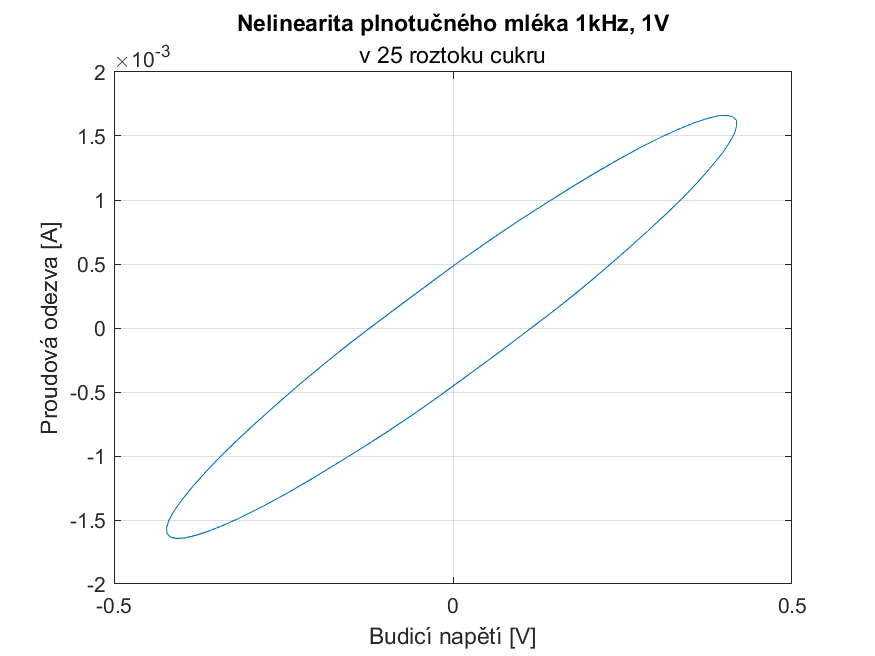 Nelinearita plnotučného mléka 1kHz, 1V
v 25 roztoku cukru
×10-3
2
1.5
1
0.5
0
-0.5
-1
-1.5
-2
-0.5 0 0.5
Proudová odezva [A]
Budicí napětí [V]